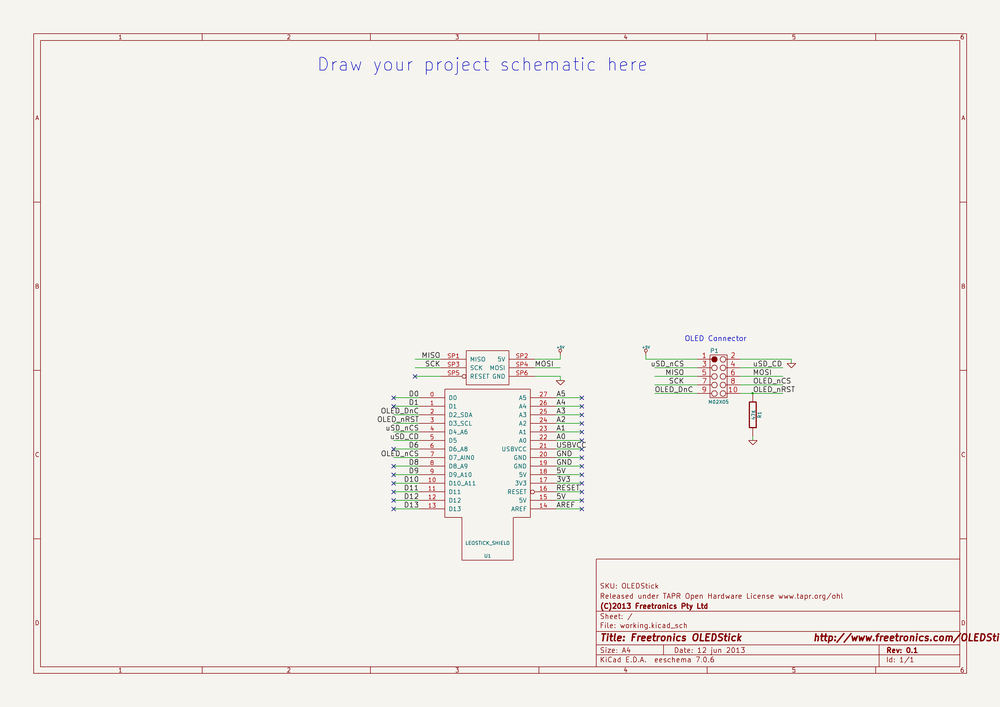 1 2 3 4 5 6
Draw your project schematic here
A A
B B
C C
D D
OLED Cannector
+5V +5V
P1
MISO SP1 MISO 5V SP2
SCK SP3 SCK MOSI SP4 MOSI
SP5 RESET GND SP6
1 2
uSD_nCS 3 4 uSD_CD
MISO 5 6 MOSI
SCK 7 8 OLED_nCS
OLED_DnC 9 10 OLED_nRST
M02X05
47K
R1
D0 0 D0 A5 27 A5
D1 1 D1 A4 26 A4
OLED_DnC 2 D2_SDA A3 25 A3
OLED_nRST 3 D3_SCL A2 24 A2
uSD_nCS 4 D4_A6 A1 23 A1
uSD_CD 5 D5 A0 22 A0
D6 6 D6_A8 USBVCC 21 USBVCC
OLED_nCS 7 D7_AIN0 GND 20 GND
D8 8 D8_A9 GND 19 GND
D9 9 D9_A10 5V 18 5V
D10 10 D10_A11 3V3 17 3V3
D11 11 D11 RESET 16 RESET
D12 12 D12 5V 15 5V
D13 13 D13 AREF 14 AREF
LEOSTICK_SHIELD
U1
SKU: OLEDStick
Released under TAPR Open Hardware License www.tapr.org/ohl
(C)2013 Freetronics Pty Ltd
Sheet: /
File: working.kicad_sch
Title: Freetronics OLEDStick http://www.freetronics.com/OLEDSti
Size: A4 Date: 12 jun 2013 Rev: 0.1
KiCad E.D.A. eeschema 7.0.6 Id: 1/1
1 2 3 4 5 6